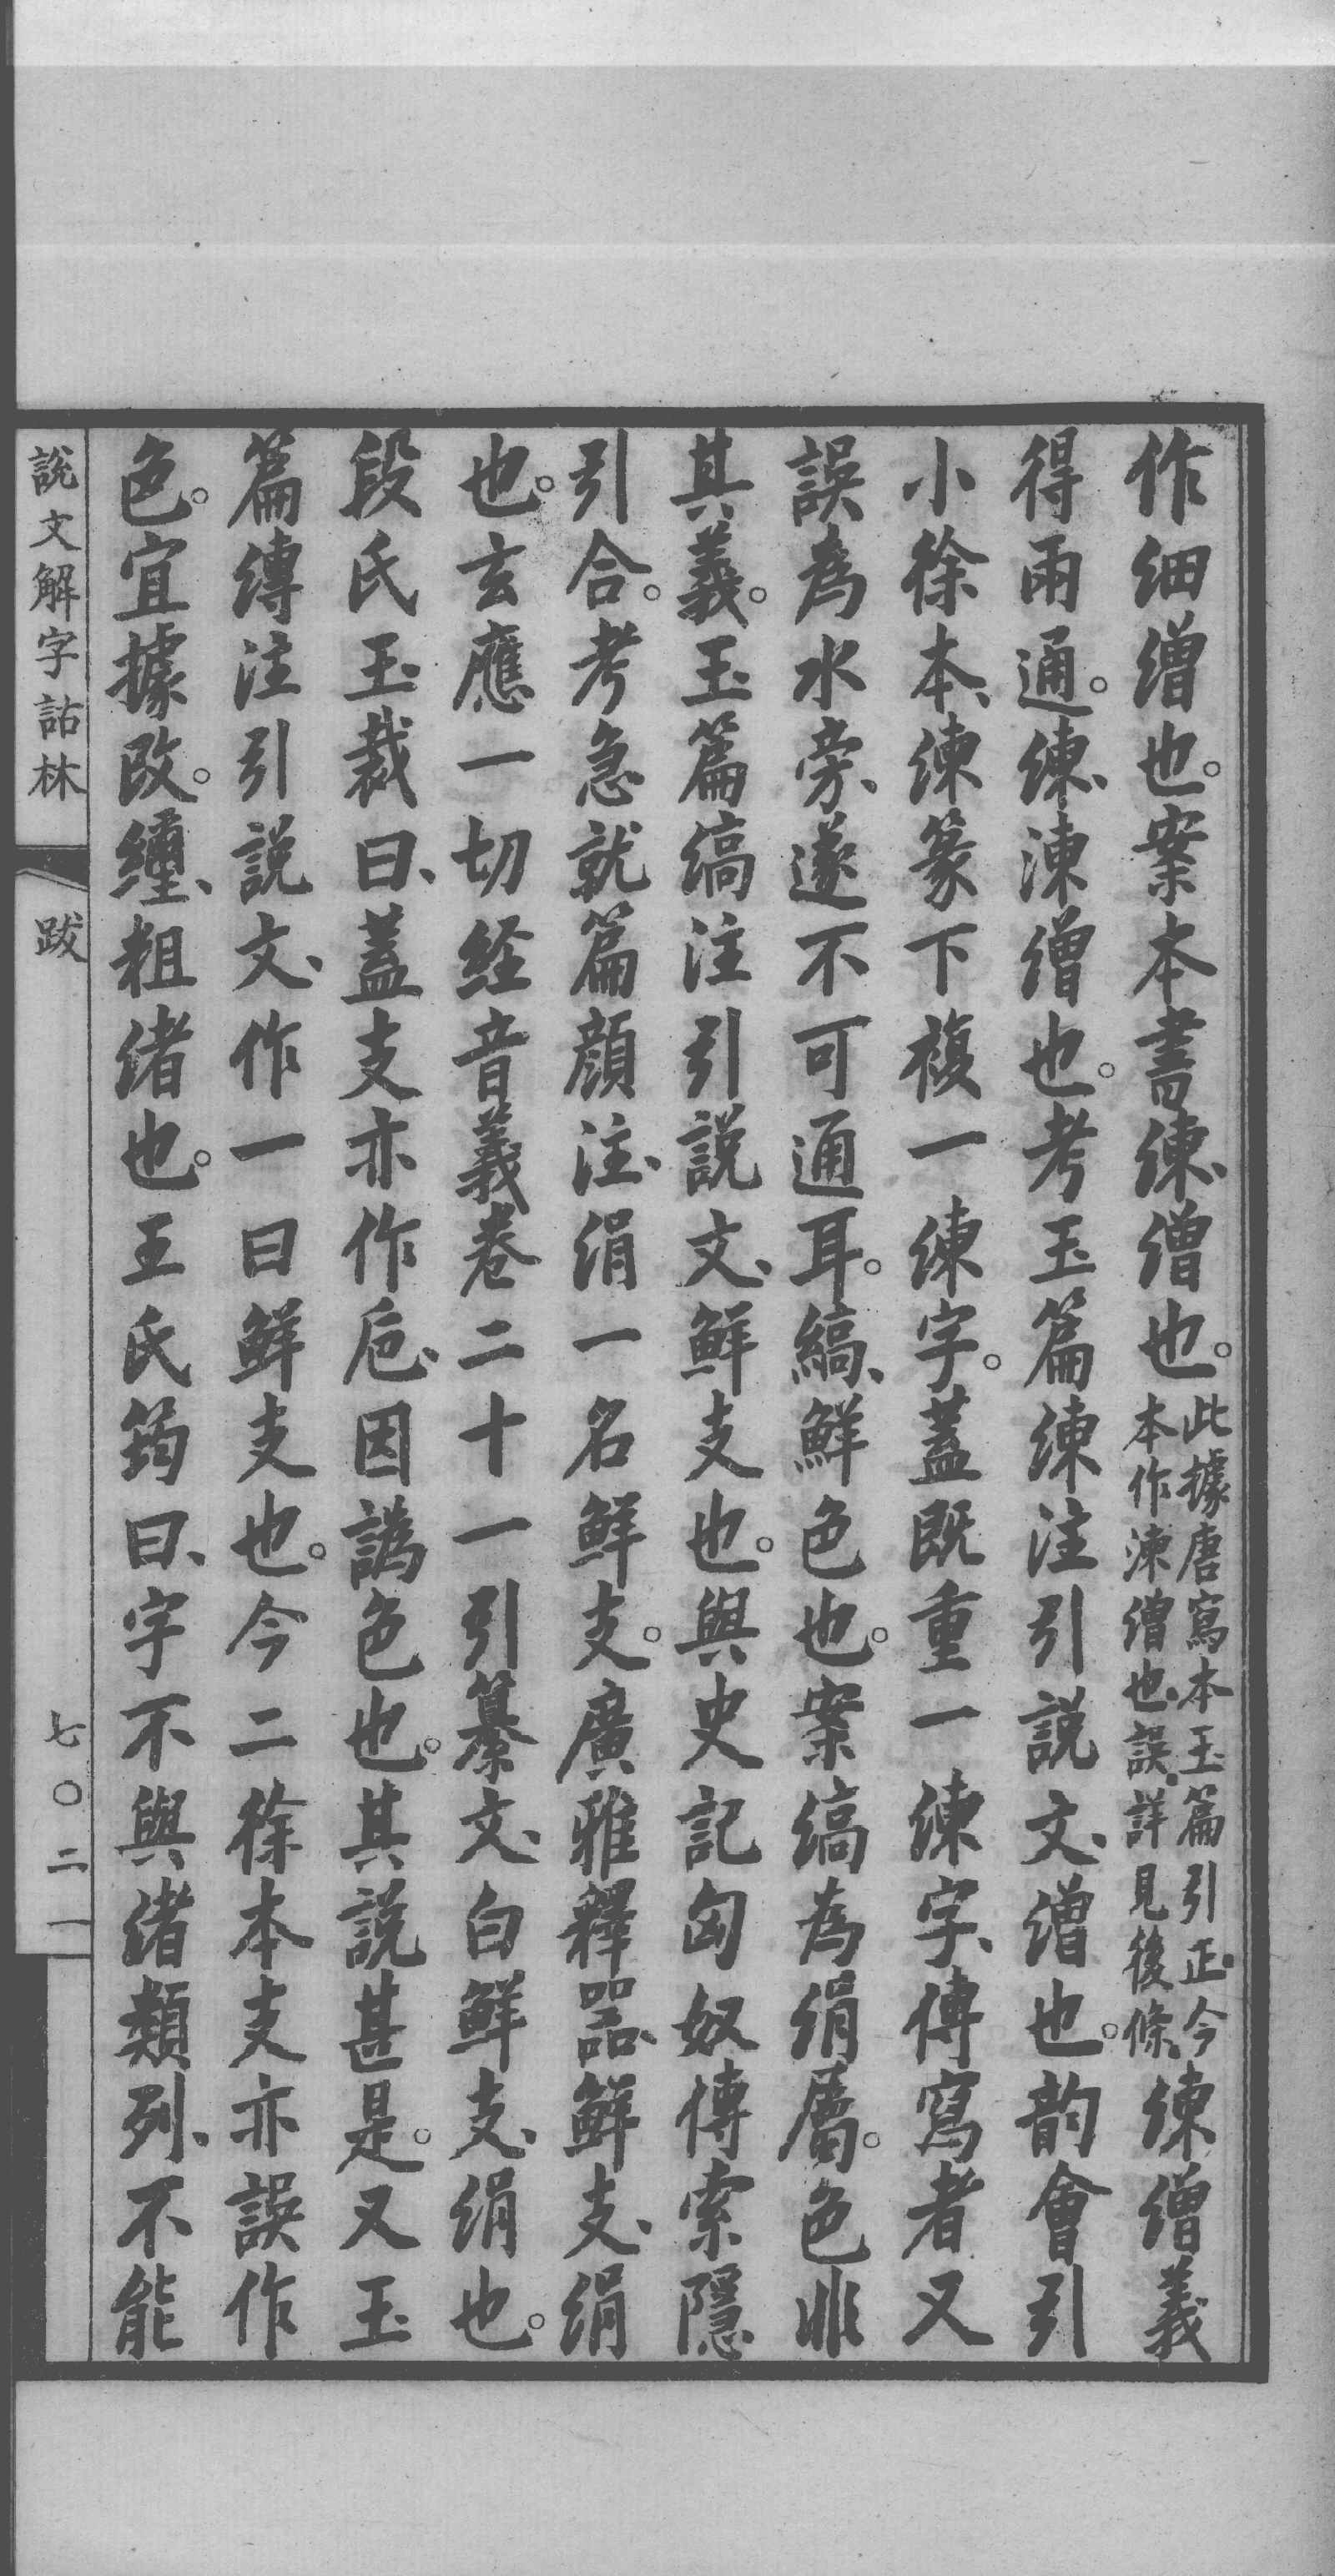 作細繒也。案本書練、繒也。此據唐寫本玉篇引正。今本作湅繒也、誤。詳見後條。練繒義
得兩通。練、湅繒也。考玉篇練注引説文、繒也。韵會引
小徐本、練篆下複一練字。蓋既重一練字、傳寫者又
誤為水旁、遂不可通耳。縞、鮮色也。案縞為絹屬。色非
其義。玉篇縞注引説文、鮮支也。與史記匈奴傳索隱
引合。考急就篇顔注、絹一名鮮支。廣雅釋器、鮮支、絹
也。玄應一切経音義卷二十一引纂文、白鮮支、絹也。
段氏玉裁曰、蓋支亦作卮、因譌色也。其説甚是。又玉
篇縳注引説文、作一曰鮮支也。今二徐本支亦誤作
色。宜據改。緟、粗緒也。王氏筠曰、字不與緒類列、不能
説文解字詁林
跋
七〇二一